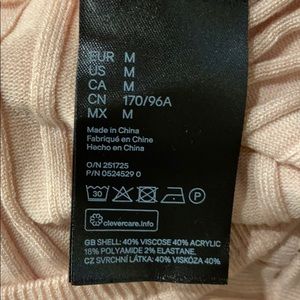 EUR M
US M
CA M
CN 170/96A
MX M
Made in China
Fabriqué en Chine
Hecho en China
O/N 251725
P/N 0524529 0
30 P
clevercare.info
GB SHELL: 40% VISCOSE 40% ACRYLIC
18% POLYAMIDE 2% ELASTANE.
CZ SVRCHNÍ LÁTKA: 40% VISKÓZA 40%